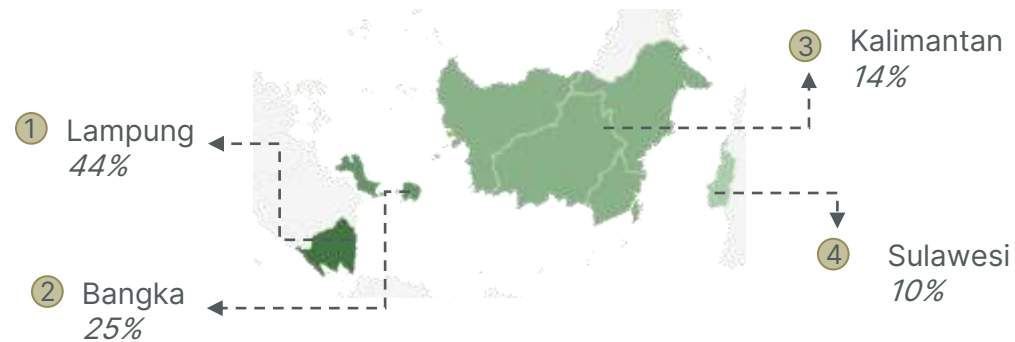 1 Lampung
44%
2 Bangka
25%
3 Kalimantan
14%
4 Sulawesi
10%